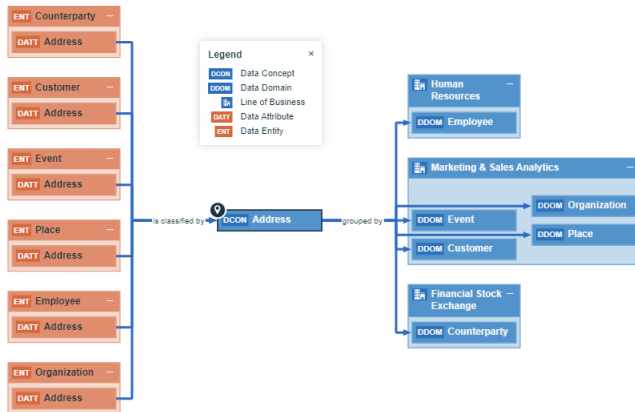 ENT Counterparty
DATT Address
ENT Customer
DATT Address
ENT Event
DATT Address
ENT Place
DATT Address
ENT Employee
DATT Address
ENT Organization
DATT Address
Legend ×
DCON Data Concept
DDOM Data Domain
Line of Business
DATT Data Attribute
ENT Data Entity
is classified by
DCON Address
grouped by
Human
Resources
DDOM Employee
Marketing & Sales Analytics
DDOM Organization
DDOM Event
DDOM Place
DDOM Customer
Financial Stock
Exchange
DDOM Counterparty